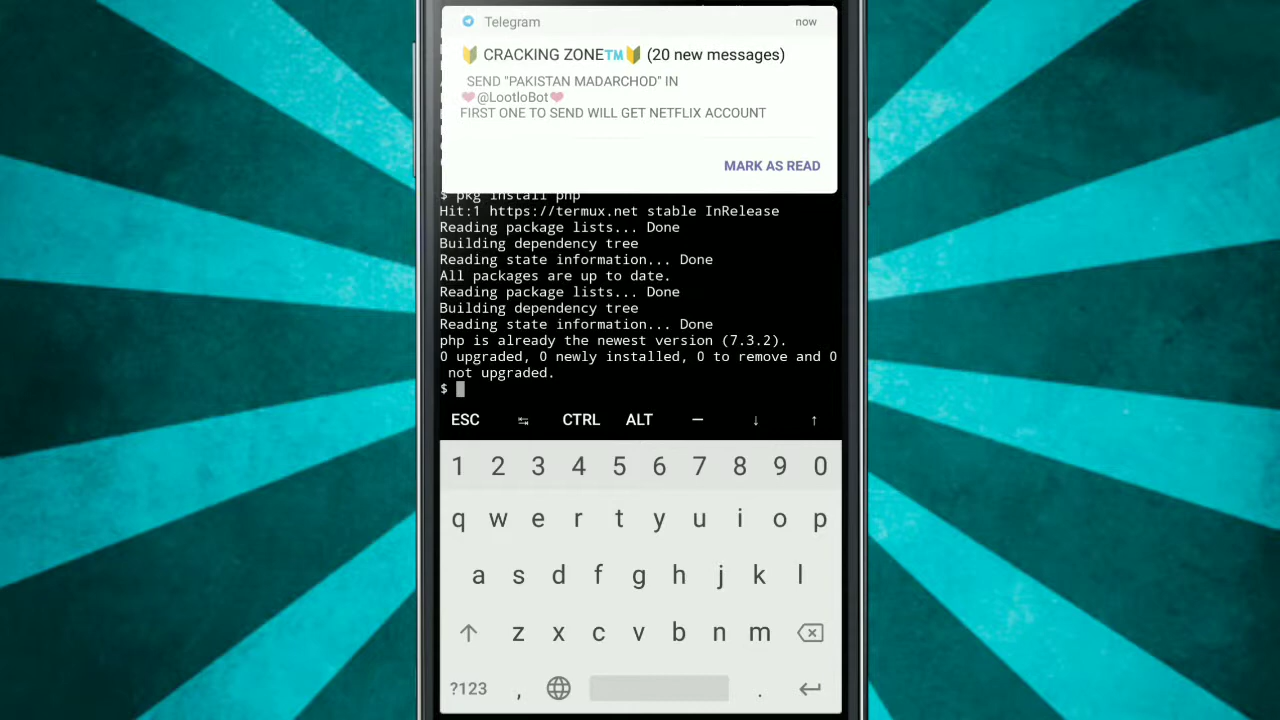 Telegram now
🔰 CRACKING ZONE™️🔰 (20 new messages)
SEND "PAKISTAN MADARCHOD" IN
❤@LootloBot❤
FIRST ONE TO SEND WILL GET NETFLIX ACCOUNT
MARK AS READ
$ pkg install php
Hit:1 https://termux.net stable InRelease
Reading package lists... Done
Building dependency tree
Reading state information... Done
All packages are up to date.
Reading package lists... Done
Building dependency tree
Reading state information... Done
php is already the newest version (7.3.2).
0 upgraded, 0 newly installed, 0 to remove and 0
not upgraded.
$
ESC ↹ CTRL ALT — ↓ ↑
1 2 3 4 5 6 7 8 9 0
q w e r t y u i o p
a s d f g h j k l
z x c v b n m
?123 , .